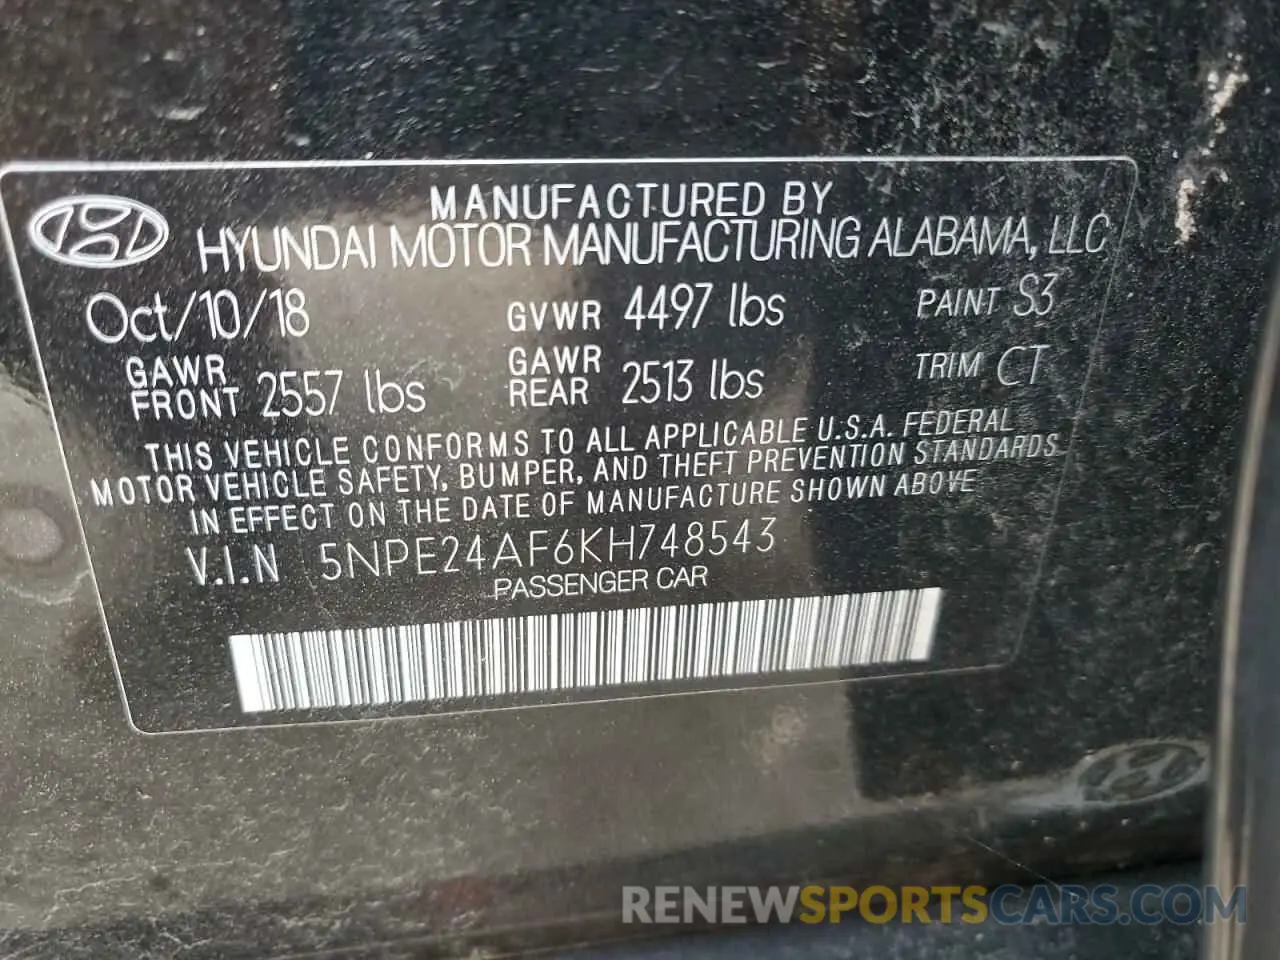 MANUFACTURED BY
HYUNDAI MOTOR MANUFACTURING ALABAMA, LLC
Oct/10/18 GVWR 4497 lbs PAINT S3
GAWR FRONT 2557 lbs GAWR REAR 2513 lbs TRIM CT
THIS VEHICLE CONFORMS TO ALL APPLICABLE U.S.A. FEDERAL
MOTOR VEHICLE SAFETY, BUMPER, AND THEFT PREVENTION STANDARDS
IN EFFECT ON THE DATE OF MANUFACTURE SHOWN ABOVE
V.I.N 5NPE24AF6KH748543
PASSENGER CAR
RENEWSPORTSCARS.COM